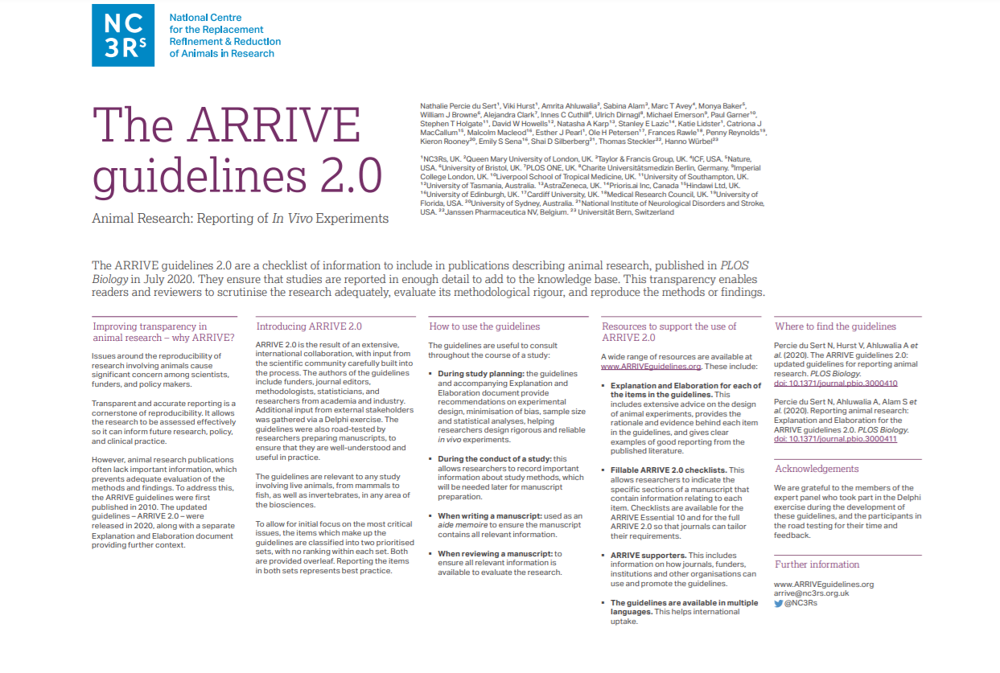 NC
3Rs
National Centre
for the Replacement
Refinement & Reduction
of Animals in Research
The ARRIVE
guidelines 2.0
Animal Research: Reporting of In Vivo Experiments
Nathalie Percie du Sert¹, Viki Hurst¹, Amrita Ahluwalia², Sabina Alam³, Marc T Avey⁴, Monya Baker⁵,
William J Browne⁶, Alejandra Clark⁷, Innes C Cuthill⁶, Ulrich Dirnagl⁸, Michael Emerson⁹, Paul Garner¹⁰,
Stephen T Holgate¹¹, David W Howells¹², Natasha A Karp¹³, Stanley E Lazic¹⁴, Katie Lidster¹, Catriona J
MacCallum¹⁵, Malcolm Macleod¹⁶, Esther J Pearl¹, Ole H Petersen¹⁷, Frances Rawle¹⁸, Penny Reynolds¹⁹,
Kieron Rooney²⁰, Emily S Sena¹⁶, Shai D Silberberg²¹, Thomas Steckler²², Hanno Würbel²³
¹NC3Rs, UK. ²Queen Mary University of London, UK. ³Taylor & Francis Group, UK. ⁴ICF, USA. ⁵Nature,
USA. ⁶University of Bristol, UK. ⁷PLOS ONE, UK. ⁸Charite Universitätsmedizin Berlin, Germany. ⁹Imperial
College London, UK. ¹⁰Liverpool School of Tropical Medicine, UK. ¹¹University of Southampton, UK.
¹²University of Tasmania, Australia. ¹³AstraZeneca, UK. ¹⁴Prioris.ai Inc, Canada ¹⁵Hindawi Ltd, UK.
¹⁶University of Edinburgh, UK. ¹⁷Cardiff University, UK. ¹⁸Medical Research Council, UK. ¹⁹University of
Florida, USA. ²⁰University of Sydney, Australia. ²¹National Institute of Neurological Disorders and Stroke,
USA. ²²Janssen Pharmaceutica NV, Belgium. ²³ Universität Bern, Switzerland
The ARRIVE guidelines 2.0 are a checklist of information to include in publications describing animal research, published in PLOS
Biology in July 2020. They ensure that studies are reported in enough detail to add to the knowledge base. This transparency enables
readers and reviewers to scrutinise the research adequately, evaluate its methodological rigour, and reproduce the methods or findings.
Improving transparency in
animal research – why ARRIVE?
Issues around the reproducibility of
research involving animals cause
significant concern among scientists,
funders, and policy makers.
Transparent and accurate reporting is a
cornerstone of reproducibility. It allows
the research to be assessed effectively
so it can inform future research, policy,
and clinical practice.
However, animal research publications
often lack important information, which
prevents adequate evaluation of the
methods and findings. To address this,
the ARRIVE guidelines were first
published in 2010. The updated
guidelines – ARRIVE 2.0 – were
released in 2020, along with a separate
Explanation and Elaboration document
providing further context.
Introducing ARRIVE 2.0
ARRIVE 2.0 is the result of an extensive,
international collaboration, with input from
the scientific community carefully built into
the process. The authors of the guidelines
include funders, journal editors,
methodologists, statisticians, and
researchers from academia and industry.
Additional input from external stakeholders
was gathered via a Delphi exercise. The
guidelines were also road-tested by
researchers preparing manuscripts, to
ensure that they are well-understood and
useful in practice.
The guidelines are relevant to any study
involving live animals, from mammals to
fish, as well as invertebrates, in any area of
the biosciences.
To allow for initial focus on the most critical
issues, the items which make up the
guidelines are classified into two prioritised
sets, with no ranking within each set. Both
are provided overleaf. Reporting the items
in both sets represents best practice.
How to use the guidelines
The guidelines are useful to consult
throughout the course of a study:
▪ During study planning: the guidelines
and accompanying Explanation and
Elaboration document provide
recommendations on experimental
design, minimisation of bias, sample size
and statistical analyses, helping
researchers design rigorous and reliable
in vivo experiments.
▪ During the conduct of a study: this
allows researchers to record important
information about study methods, which
will be needed later for manuscript
preparation.
▪ When writing a manuscript: used as an
aide memoire to ensure the manuscript
contains all relevant information.
▪ When reviewing a manuscript: to
ensure all relevant information is
available to evaluate the research.
Resources to support the use of
ARRIVE 2.0
A wide range of resources are available at
www.ARRIVEguidelines.org. These include:
▪ Explanation and Elaboration for each of
the items in the guidelines. This
includes extensive advice on the design
of animal experiments, provides the
rationale and evidence behind each item
in the guidelines, and gives clear
examples of good reporting from the
published literature.
▪ Fillable ARRIVE 2.0 checklists. This
allows researchers to indicate the
specific sections of a manuscript that
contain information relating to each
item. Checklists are available for the
ARRIVE Essential 10 and for the full
ARRIVE 2.0 so that journals can tailor
their requirements.
▪ ARRIVE supporters. This includes
information on how journals, funders,
institutions and other organisations can
use and promote the guidelines.
▪ The guidelines are available in multiple
languages. This helps international
uptake.
Where to find the guidelines
Percie du Sert N, Hurst V, Ahluwalia A et
al. (2020). The ARRIVE guidelines 2.0:
updated guidelines for reporting animal
research. PLOS Biology.
doi: 10.1371/journal.pbio.3000410
Percie du Sert N, Ahluwalia A, Alam S et
al. (2020). Reporting animal research:
Explanation and Elaboration for the
ARRIVE guidelines 2.0. PLOS Biology.
doi: 10.1371/journal.pbio.3000411
Acknowledgements
We are grateful to the members of the
expert panel who took part in the Delphi
exercise during the development of
these guidelines, and the participants in
the road testing for their time and
feedback.
Further information
www.ARRIVEguidelines.org
arrive@nc3rs.org.uk
@NC3Rs